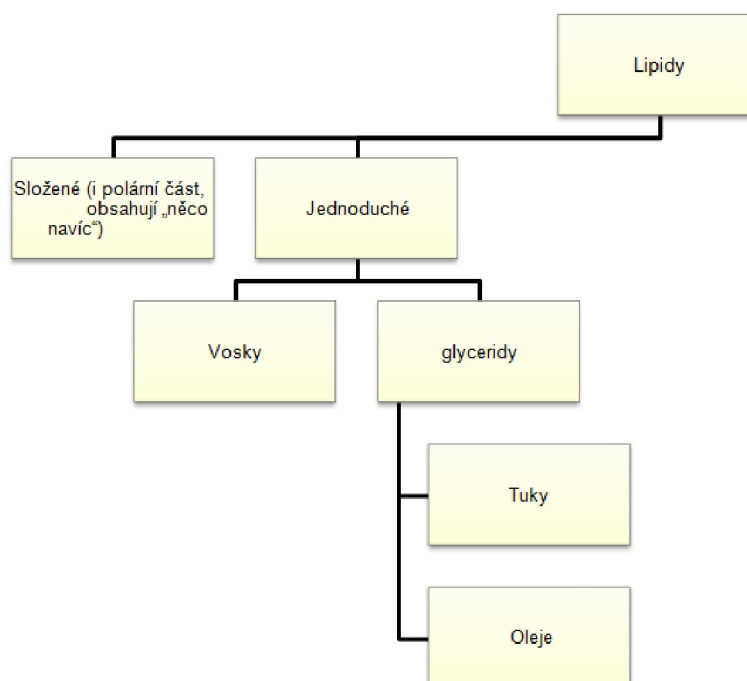 Lipidy
Složené (i polární část,
obsahují „něco
navíc“)
Jednoduché
Vosky
glyceridy
Tuky
Oleje